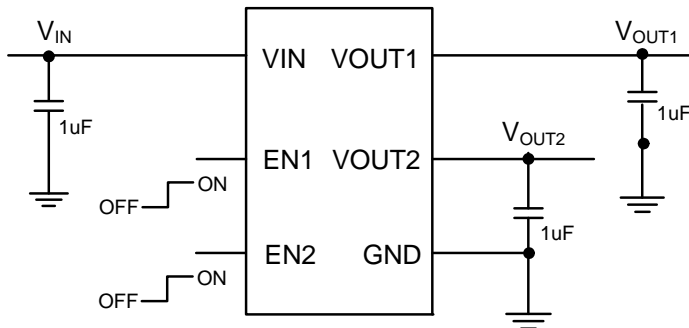 VIN
VOUT1
VIN VOUT1
1uF
1uF
VOUT2
EN1 VOUT2
ON
OFF
1uF
EN2 GND
ON
OFF